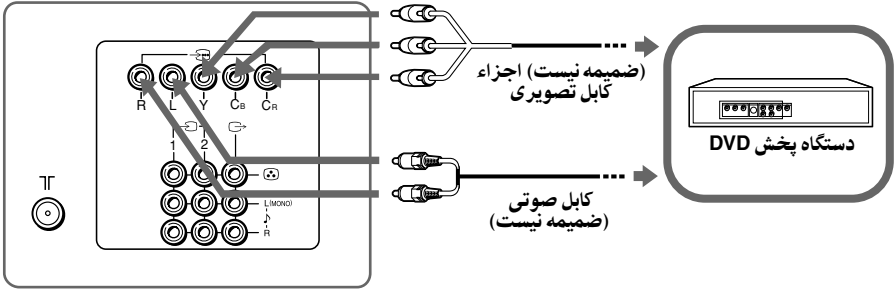 R L Y CB CR
1 2
L(MONO)
R
(ضمیمه نیست) اجزاء
کابل تصویری
کابل صوتی
(ضمیمه نیست)
دستگاه پخش DVD